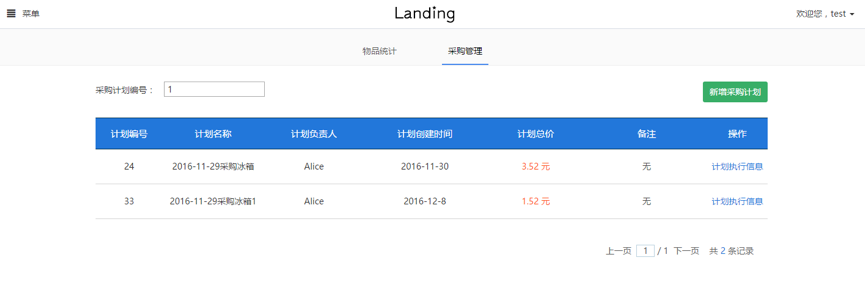 菜单 Landing 欢迎您，test
物品统计 采购管理
采购计划编号： 1 新增采购计划
计划编号 计划名称 计划负责人 计划创建时间 计划总价 备注 操作
24 2016-11-29采购冰箱 Alice 2016-11-30 3.52 元 无 计划执行信息
33 2016-11-29采购冰箱1 Alice 2016-12-8 1.52 元 无 计划执行信息
上一页 1 / 1 下一页 共 2 条记录